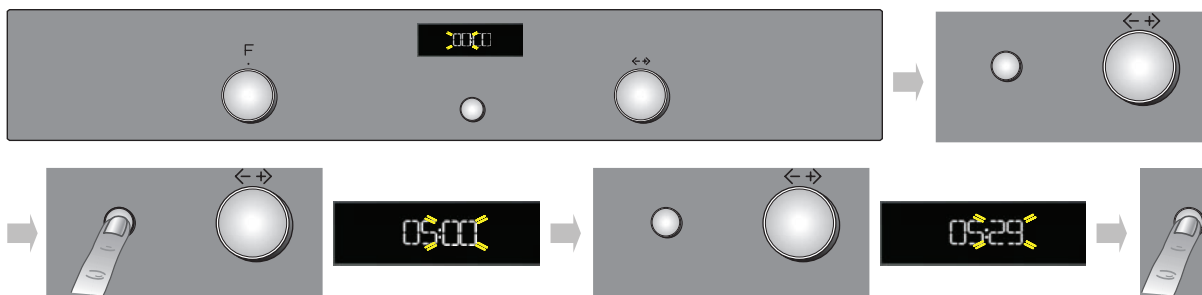 00:00
F
< >
< - + >
< - + >
05:00
< - + >
05:29